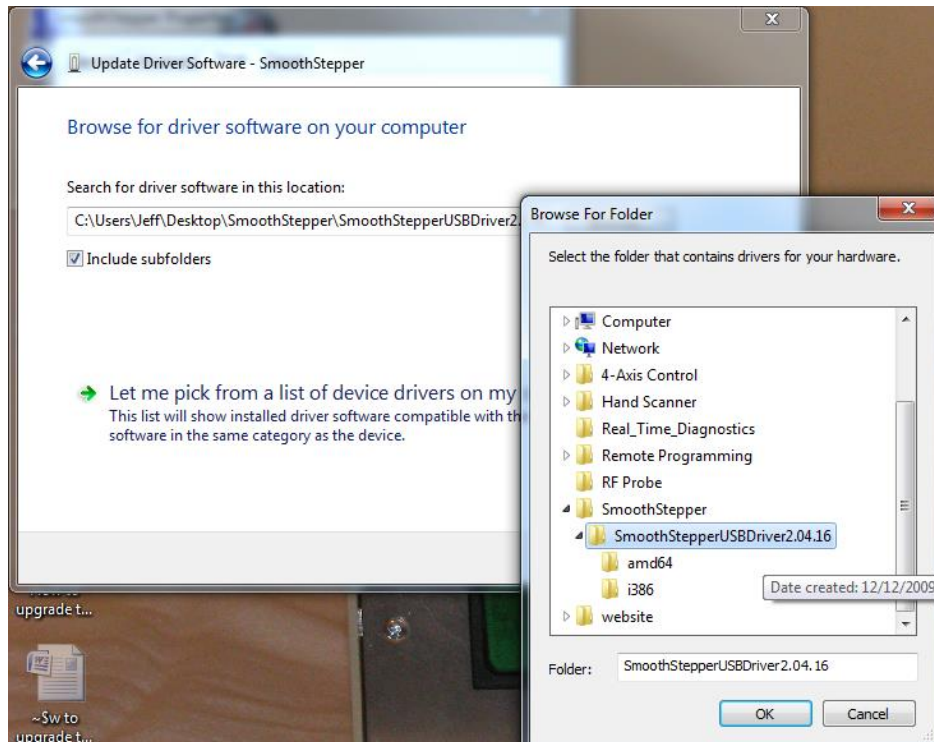 Update Driver Software - SmoothStepper
Browse for driver software on your computer
Search for driver software in this location:
C:\Users\Jeff\Desktop\SmoothStepper\SmoothStepperUSBDriver2.
Include subfolders
Let me pick from a list of device drivers on my
This list will show installed driver software compatible with
software in the same category as the device.
Browse For Folder
Select the folder that contains drivers for your hardware.
Computer
Network
4-Axis Control
Hand Scanner
Real_Time_Diagnostics
Remote Programming
RF Probe
SmoothStepper
SmoothStepperUSBDriver2.04.16
amd64
i386
Date created: 12/12/2009
website
Folder: SmoothStepperUSBDriver2.04.16
OK Cancel
upgrade t...
~Sw to
upgrade t...